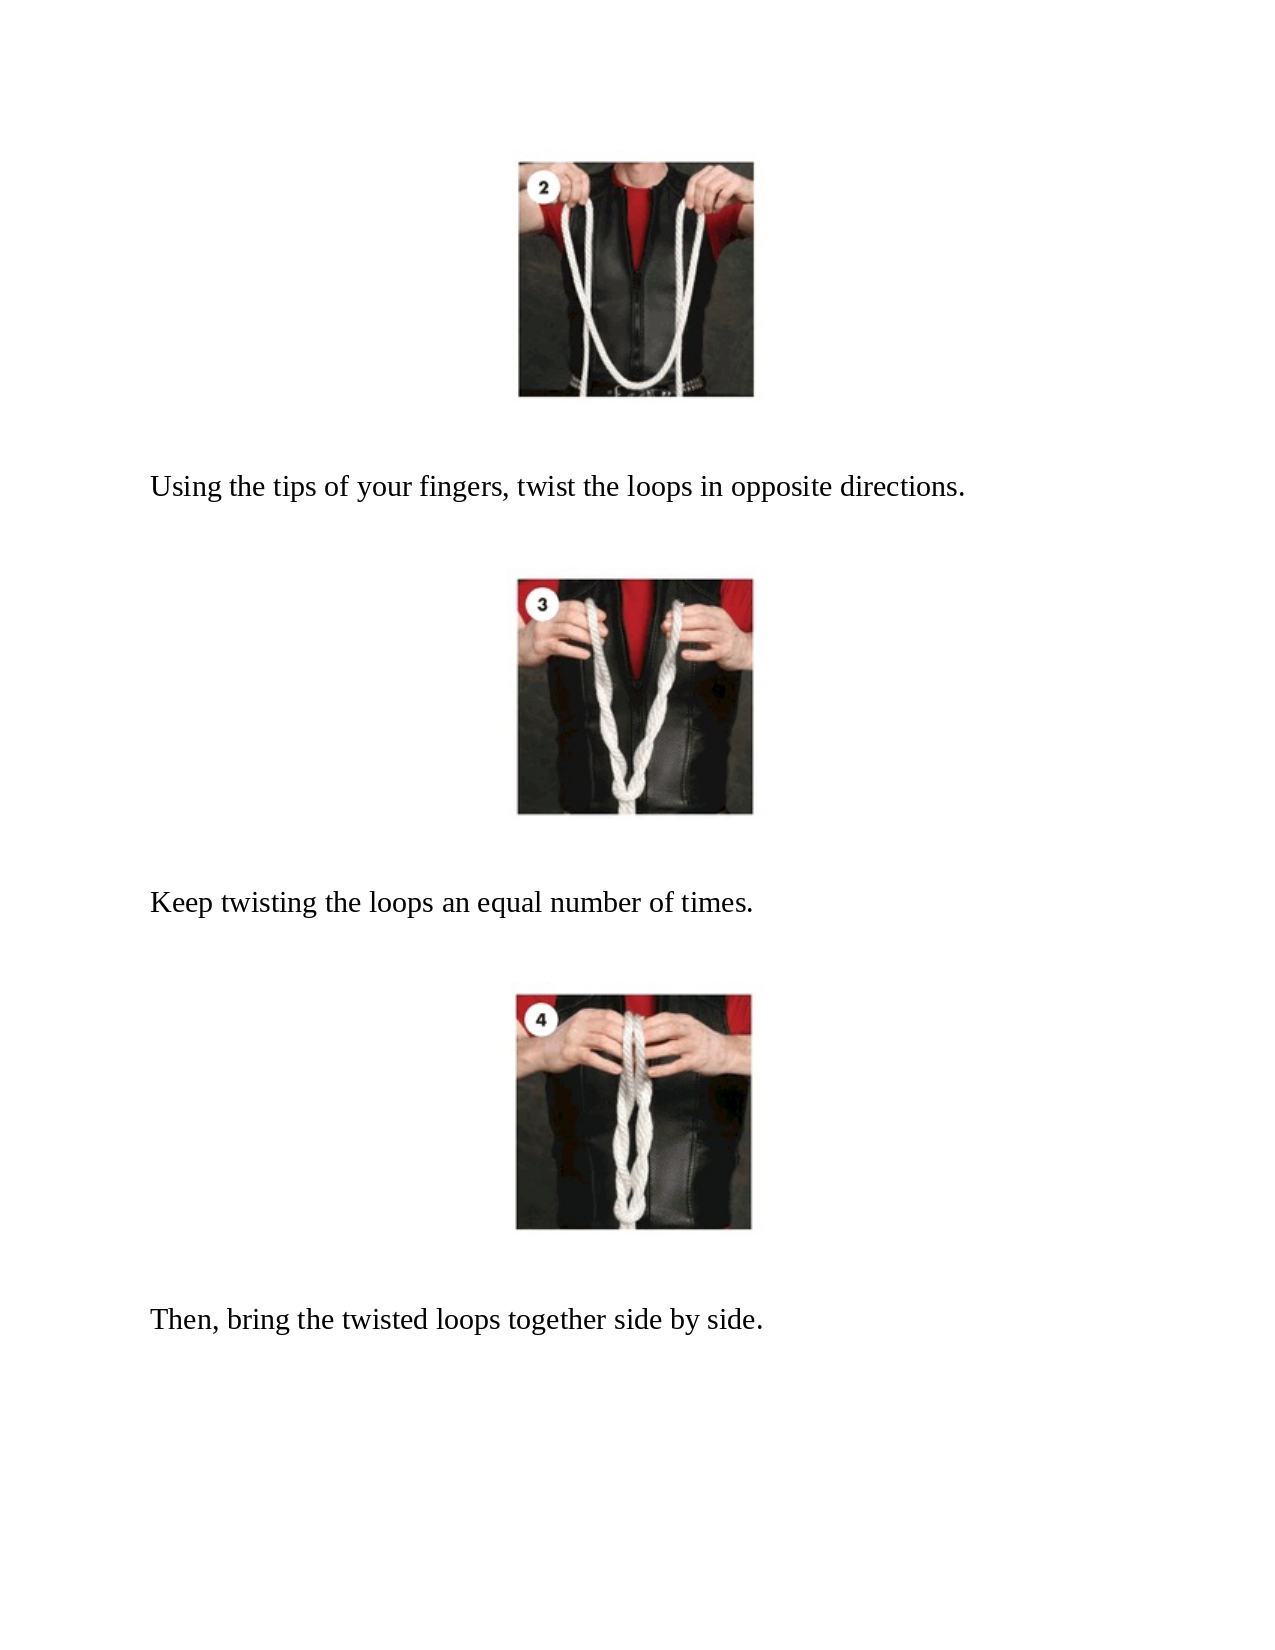 2
Using the tips of your fingers, twist the loops in opposite directions.
3
Keep twisting the loops an equal number of times.
4
Then, bring the twisted loops together side by side.